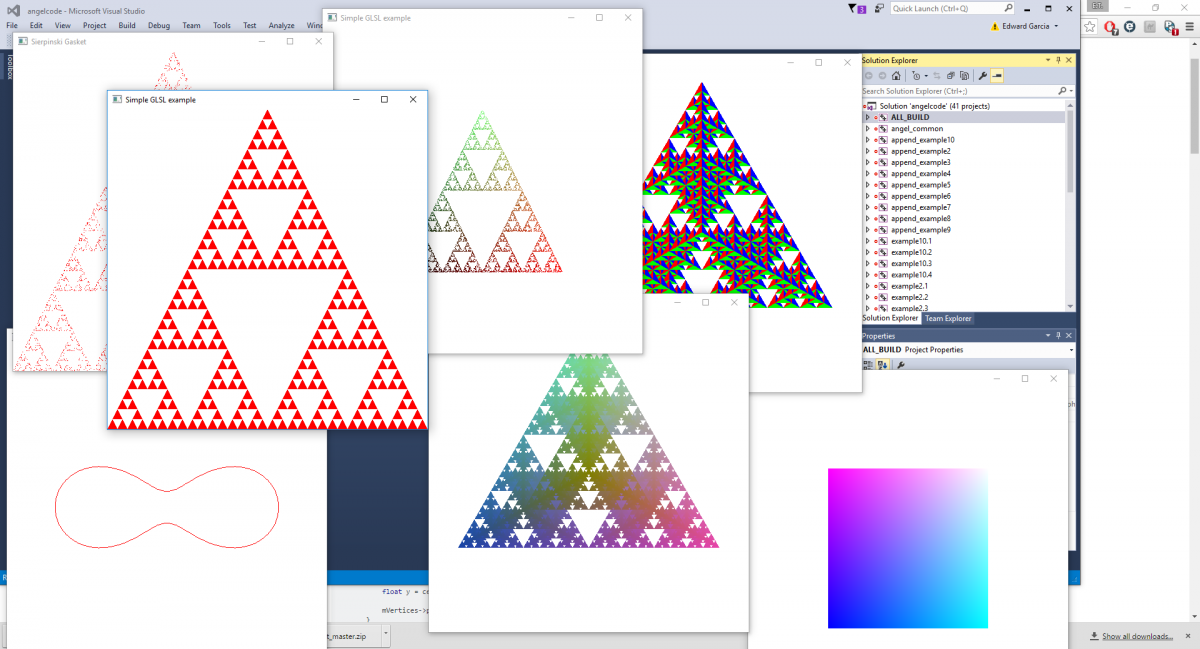 angelcode - Microsoft Visual Studio
Quick Launch (Ctrl+Q)
File Edit View Project Build Debug Team Tools Test Analyze
Edward Garcia
Simple GLSL example
Sierpinski Gasket
Simple GLSL example
Solution Explorer
Search Solution Explorer (Ctrl+;)
Solution 'angelcode' (41 projects)
ALL_BUILD
angel_common
append_example10
append_example2
append_example3
append_example4
append_example5
append_example6
append_example7
append_example8
append_example9
example10.1
example10.2
example10.3
example10.4
example2.1
example2.2
example2.3
Solution Explorer Team Explorer
Properties
ALL_BUILD Project Properties
float y = ce
mVertices->p
}
t_master.zip
Show all downloads...